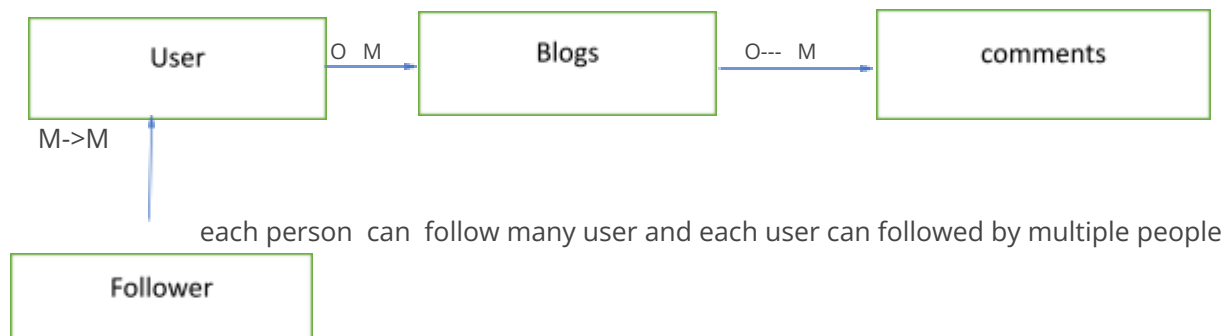 User
O M
Blogs
O--- M
comments
M->M
each person can follow many user and each user can followed by multiple people
Follower